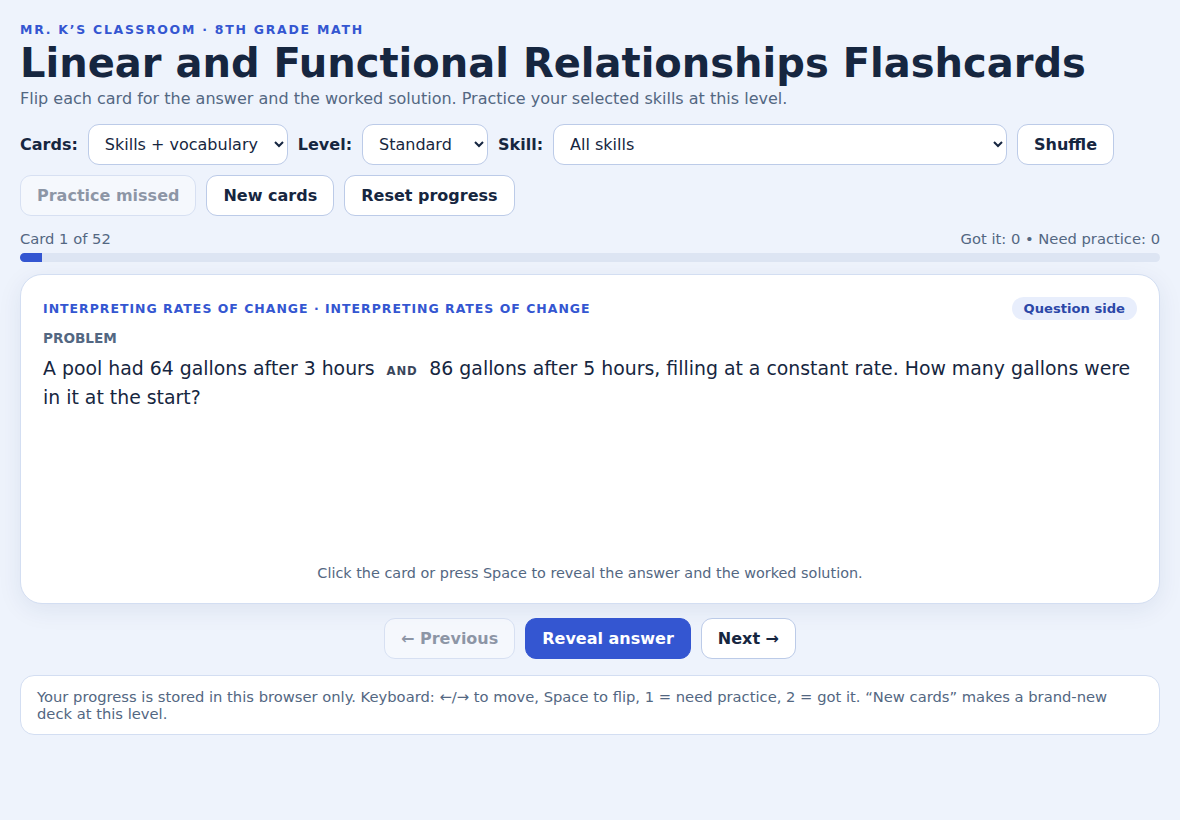 MR. K’S CLASSROOM · 8TH GRADE MATH
Linear and Functional Relationships Flashcards
Flip each card for the answer and the worked solution. Practice your selected skills at this level.
Cards: Skills + vocabulary Level: Standard Skill: All skills Shuffle
Practice missed New cards Reset progress
Card 1 of 52 Got it: 0 • Need practice: 0
INTERPRETING RATES OF CHANGE · INTERPRETING RATES OF CHANGE Question side
PROBLEM
A pool had 64 gallons after 3 hours AND 86 gallons after 5 hours, filling at a constant rate. How many gallons were
in it at the start?
Click the card or press Space to reveal the answer and the worked solution.
← Previous Reveal answer Next →
Your progress is stored in this browser only. Keyboard: ←/→ to move, Space to flip, 1 = need practice, 2 = got it. “New cards” makes a brand-new
deck at this level.